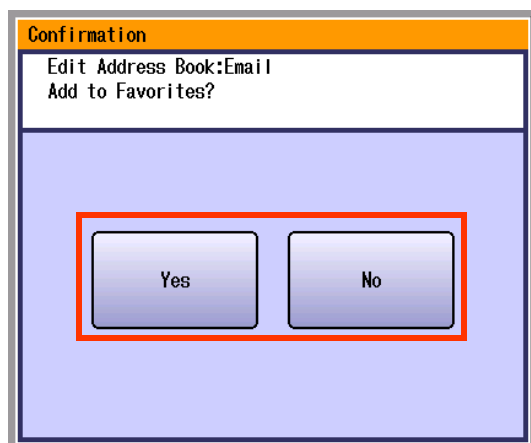 Confirmation
Edit Address Book:Email
Add to Favorites?
Yes No